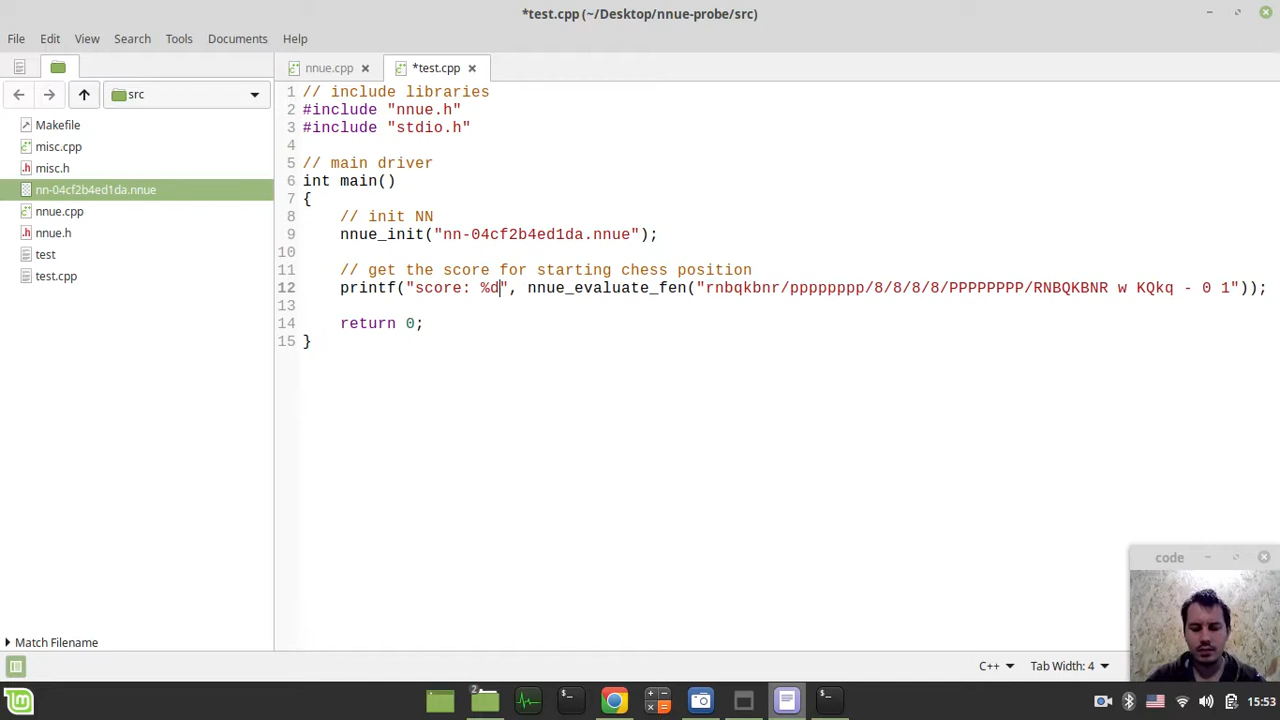 *test.cpp (~/Desktop/nnue-probe/src)
File Edit View Search Tools Documents Help
nnue.cpp *test.cpp
src
Makefile
misc.cpp
misc.h
nn-04cf2b4ed1da.nnue
nnue.cpp
nnue.h
test
test.cpp
Match Filename
1 // include libraries
2 #include "nnue.h"
3 #include "stdio.h"
4
5 // main driver
6 int main()
7 {
8 // init NN
9 nnue_init("nn-04cf2b4ed1da.nnue");
10
11 // get the score for starting chess position
12 printf("score: %d", nnue_evaluate_fen("rnbqkbnr/pppppppp/8/8/8/8/PPPPPPPP/RNBQKBNR w KQkq - 0 1"));
13
14 return 0;
15 }
code
C++ Tab Width: 4
2
15:53